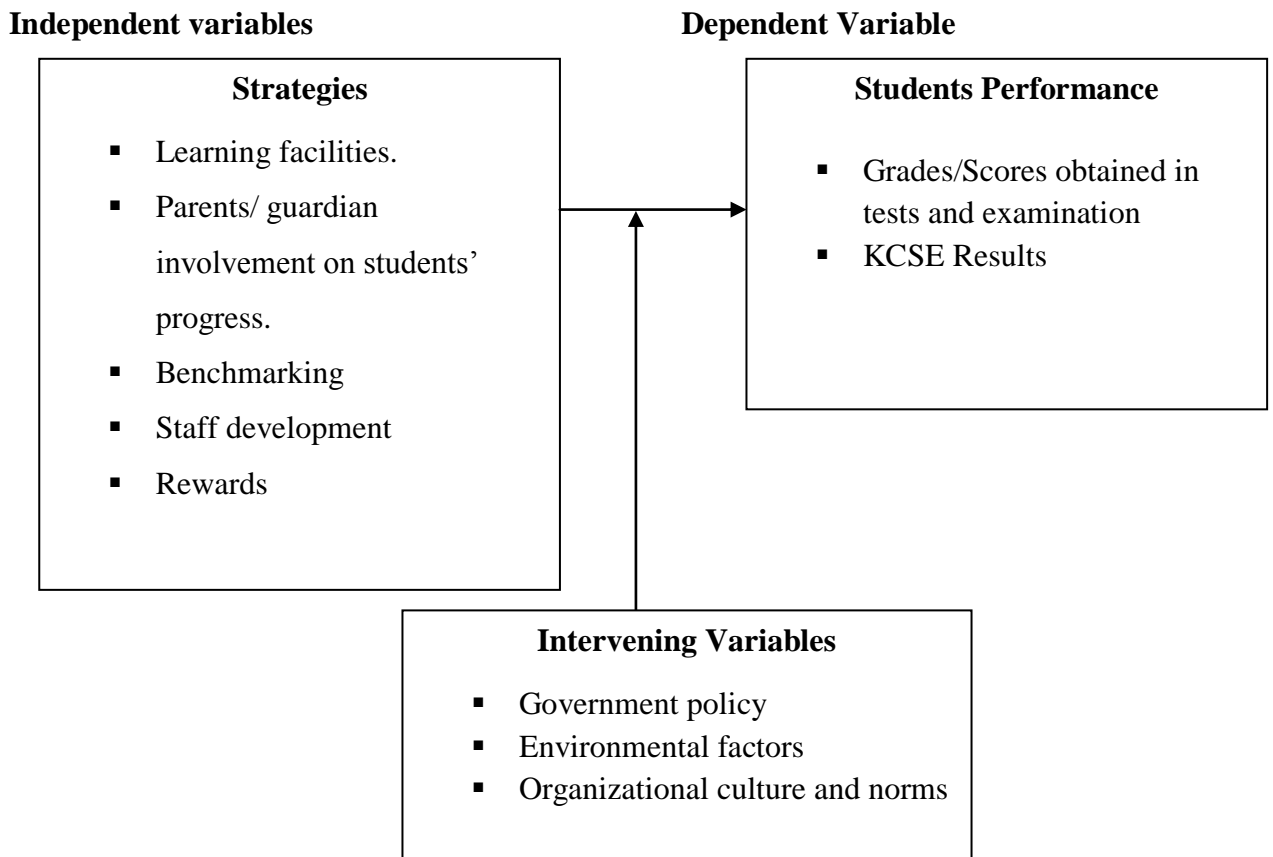 Independent variables
Dependent Variable
Strategies
▪ Learning facilities.
▪ Parents/ guardian
involvement on students’
progress.
▪ Benchmarking
▪ Staff development
▪ Rewards
Students Performance
▪ Grades/Scores obtained in
tests and examination
▪ KCSE Results
Intervening Variables
▪ Government policy
▪ Environmental factors
▪ Organizational culture and norms